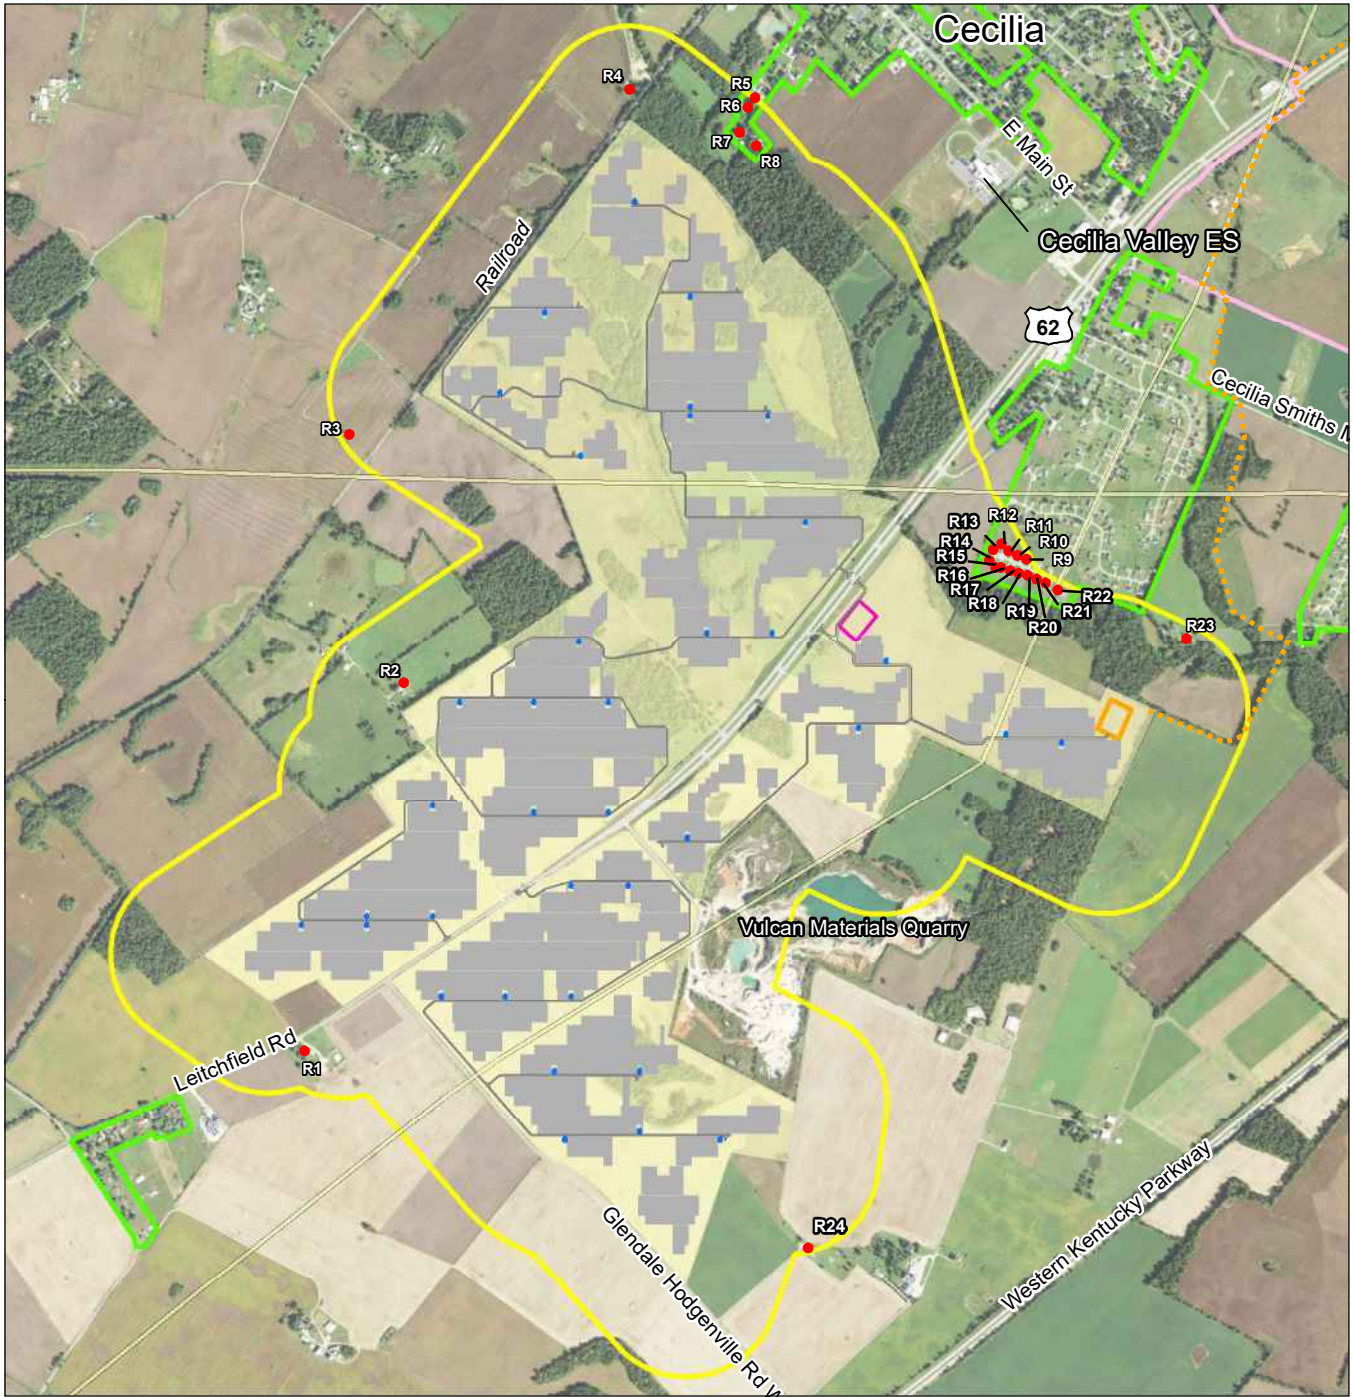 Cecilia
R4
R5
R6
R7
R8
E Main St
Railroad
Cecilia Valley ES
62
Cecilia Smiths M
R3
R12
R13
R11
R14
R10
R15
R9
R16
R17
R22
R18
R21
R19
R20
R23
R2
Vulcan Materials Quarry
Leitchfield Rd
R1
Western Kentucky Parkway
R24
Glendale Hodgenville Rd W